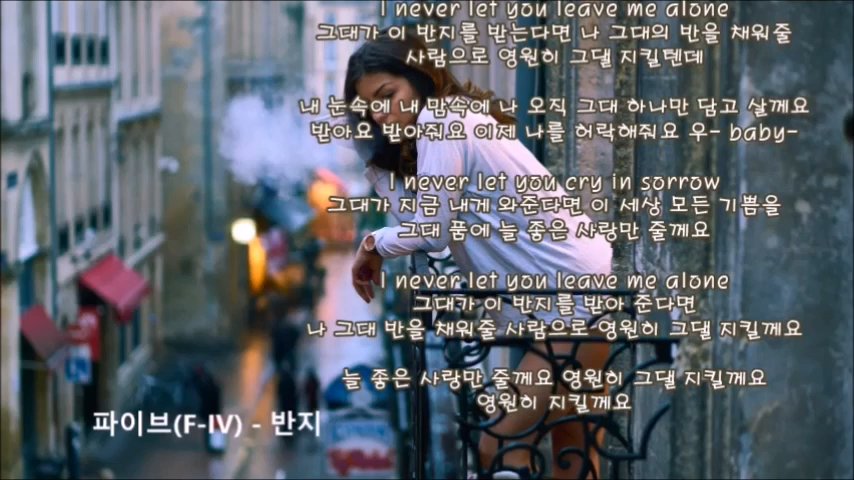 I never let you leave me alone
그대가 이 반지를 받는다면 나 그대의 반을 채워줄
사람으로 영원히 그댈 지킬텐데
내 눈속에 내 맘속에 나 오직 그대 하나만 담고 살께요
받아요 받아줘요 이제 나를 허락해줘요 우- baby-
I never let you cry in sorrow
그대가 지금 내게 와준다면 이 세상 모든 기쁨을
그대 품에 늘 좋은 사랑만 줄께요
I never let you leave me alone
그대가 이 반지를 받아 준다면
나 그대 반을 채워줄 사람으로 영원히 그댈 지킬께요
늘 좋은 사랑만 줄께요 영원히 그댈 지킬께요
영원히 지킬께요
파이브(F-IV) - 반지